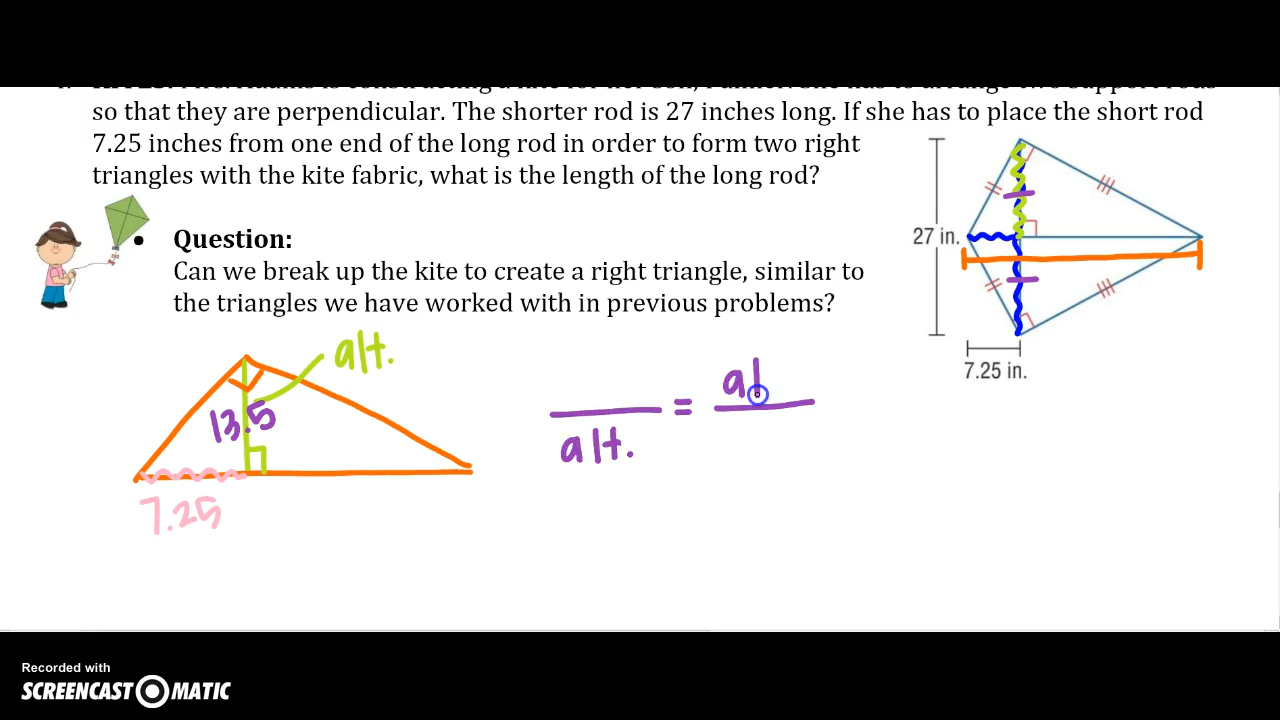 so that they are perpendicular. The shorter rod is 27 inches long. If she has to place the short rod
7.25 inches from one end of the long rod in order to form two right
triangles with the kite fabric, what is the length of the long rod?
27 in.
• Question:
Can we break up the kite to create a right triangle, similar to
the triangles we have worked with in previous problems?
7.25 in.
alt.
13.5
7.25
al
=
alt.
Recorded with
SCREENCAST MATIC